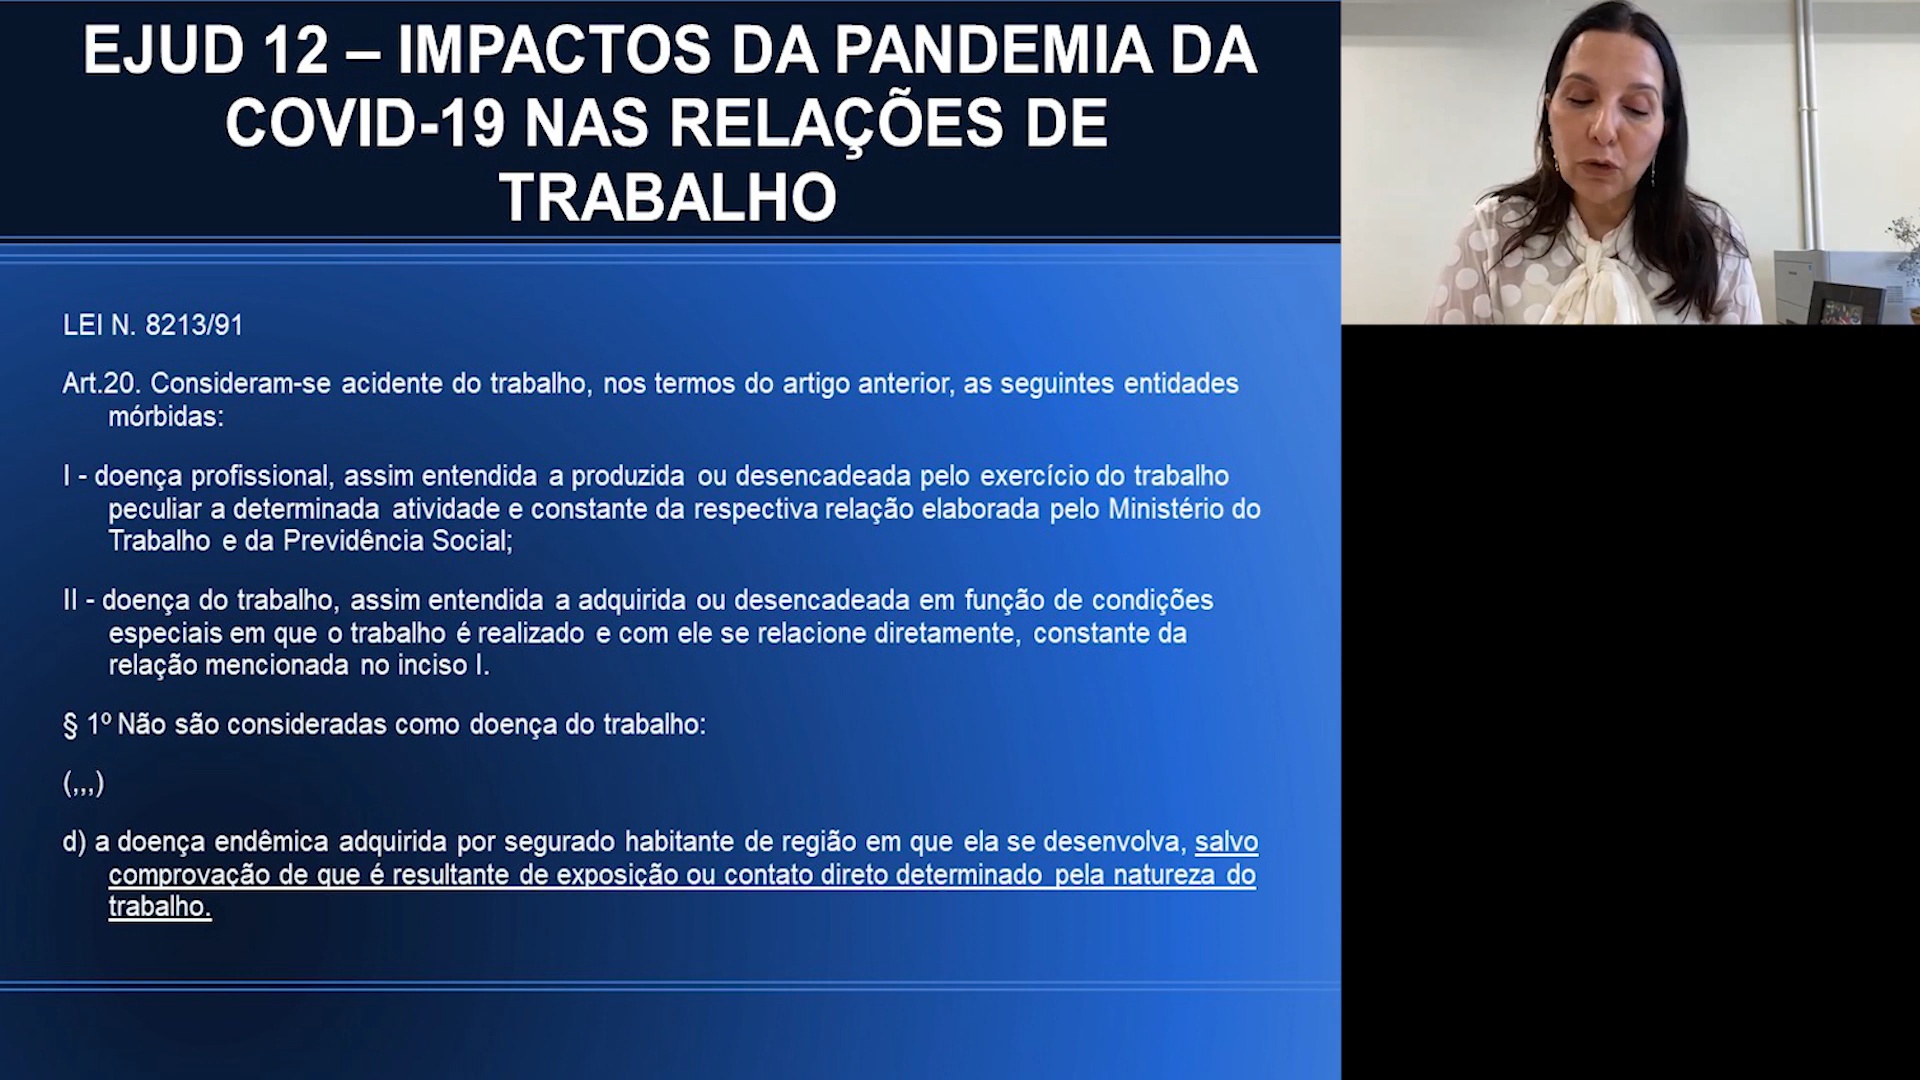 EJUD 12 – IMPACTOS DA PANDEMIA DA
COVID-19 NAS RELAÇÕES DE
TRABALHO
LEI N. 8213/91
Art.20. Consideram-se acidente do trabalho, nos termos do artigo anterior, as seguintes entidades
mórbidas:
I - doença profissional, assim entendida a produzida ou desencadeada pelo exercício do trabalho
peculiar a determinada atividade e constante da respectiva relação elaborada pelo Ministério do
Trabalho e da Previdência Social;
II - doença do trabalho, assim entendida a adquirida ou desencadeada em função de condições
especiais em que o trabalho é realizado e com ele se relacione diretamente, constante da
relação mencionada no inciso I.
§ 1º Não são consideradas como doença do trabalho:
(,,,)
d) a doença endêmica adquirida por segurado habitante de região em que ela se desenvolva, salvo
comprovação de que é resultante de exposição ou contato direto determinado pela natureza do
trabalho.